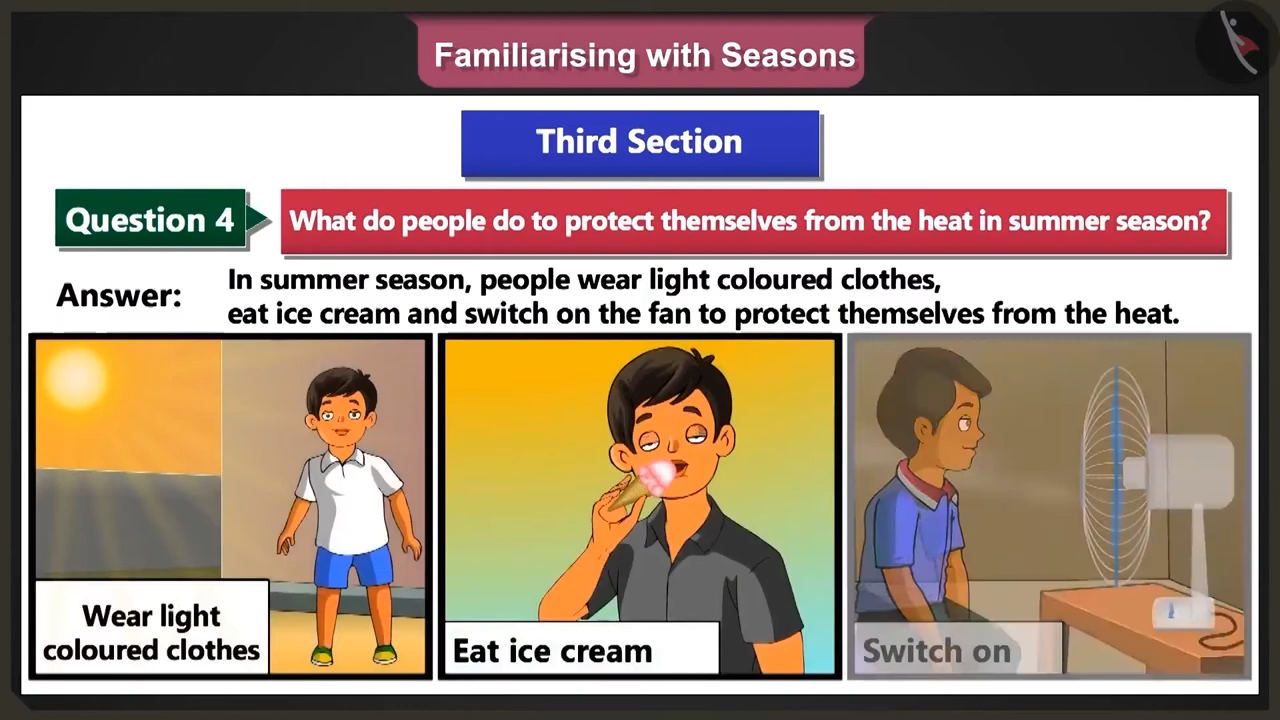 Familiarising with Seasons
Third Section
Question 4
What do people do to protect themselves from the heat in summer season?
Answer:
In summer season, people wear light coloured clothes,
eat ice cream and switch on the fan to protect themselves from the heat.
Wear light
coloured clothes
Eat ice cream
Switch on